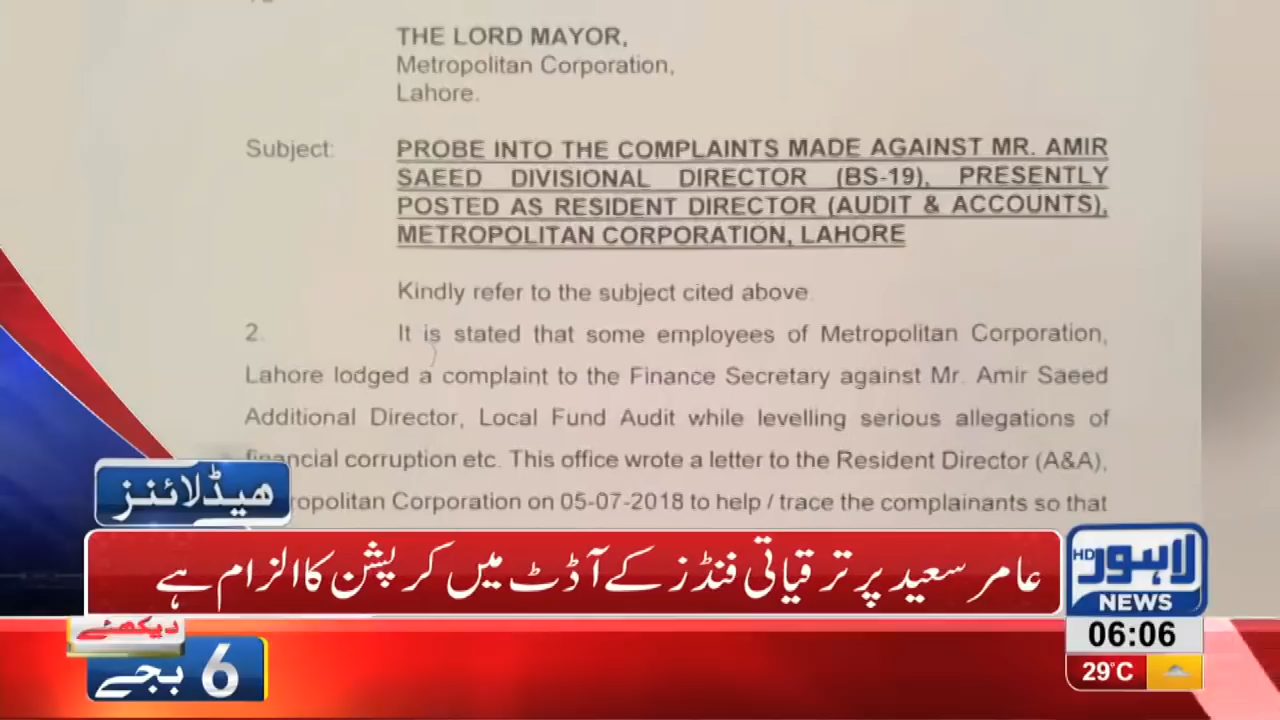 THE LORD MAYOR,
Metropolitan Corporation,
Lahore.
Subject: PROBE INTO THE COMPLAINTS MADE AGAINST MR. AMIR
SAEED DIVISIONAL DIRECTOR (BS-19), PRESENTLY
POSTED AS RESIDENT DIRECTOR (AUDIT & ACCOUNTS),
METROPOLITAN CORPORATION, LAHORE
Kindly refer to the subject cited above.
2. It is stated that some employees of Metropolitan Corporation,
Lahore lodged a complaint to the Finance Secretary against Mr. Amir Saeed
Additional Director, Local Fund Audit while levelling serious allegations of
financial corruption etc. This office wrote a letter to the Resident Director (A&A),
ropolitan Corporation on 05-07-2018 to help / trace the complainants so that
ھیڈلائنز
عامر سعید پر ترقیاتی فنڈز کے آڈٹ میں کرپشن کا الزام ہے
HD لاہور
NEWS
06:06
29°C
دیکھئے
6 بجے